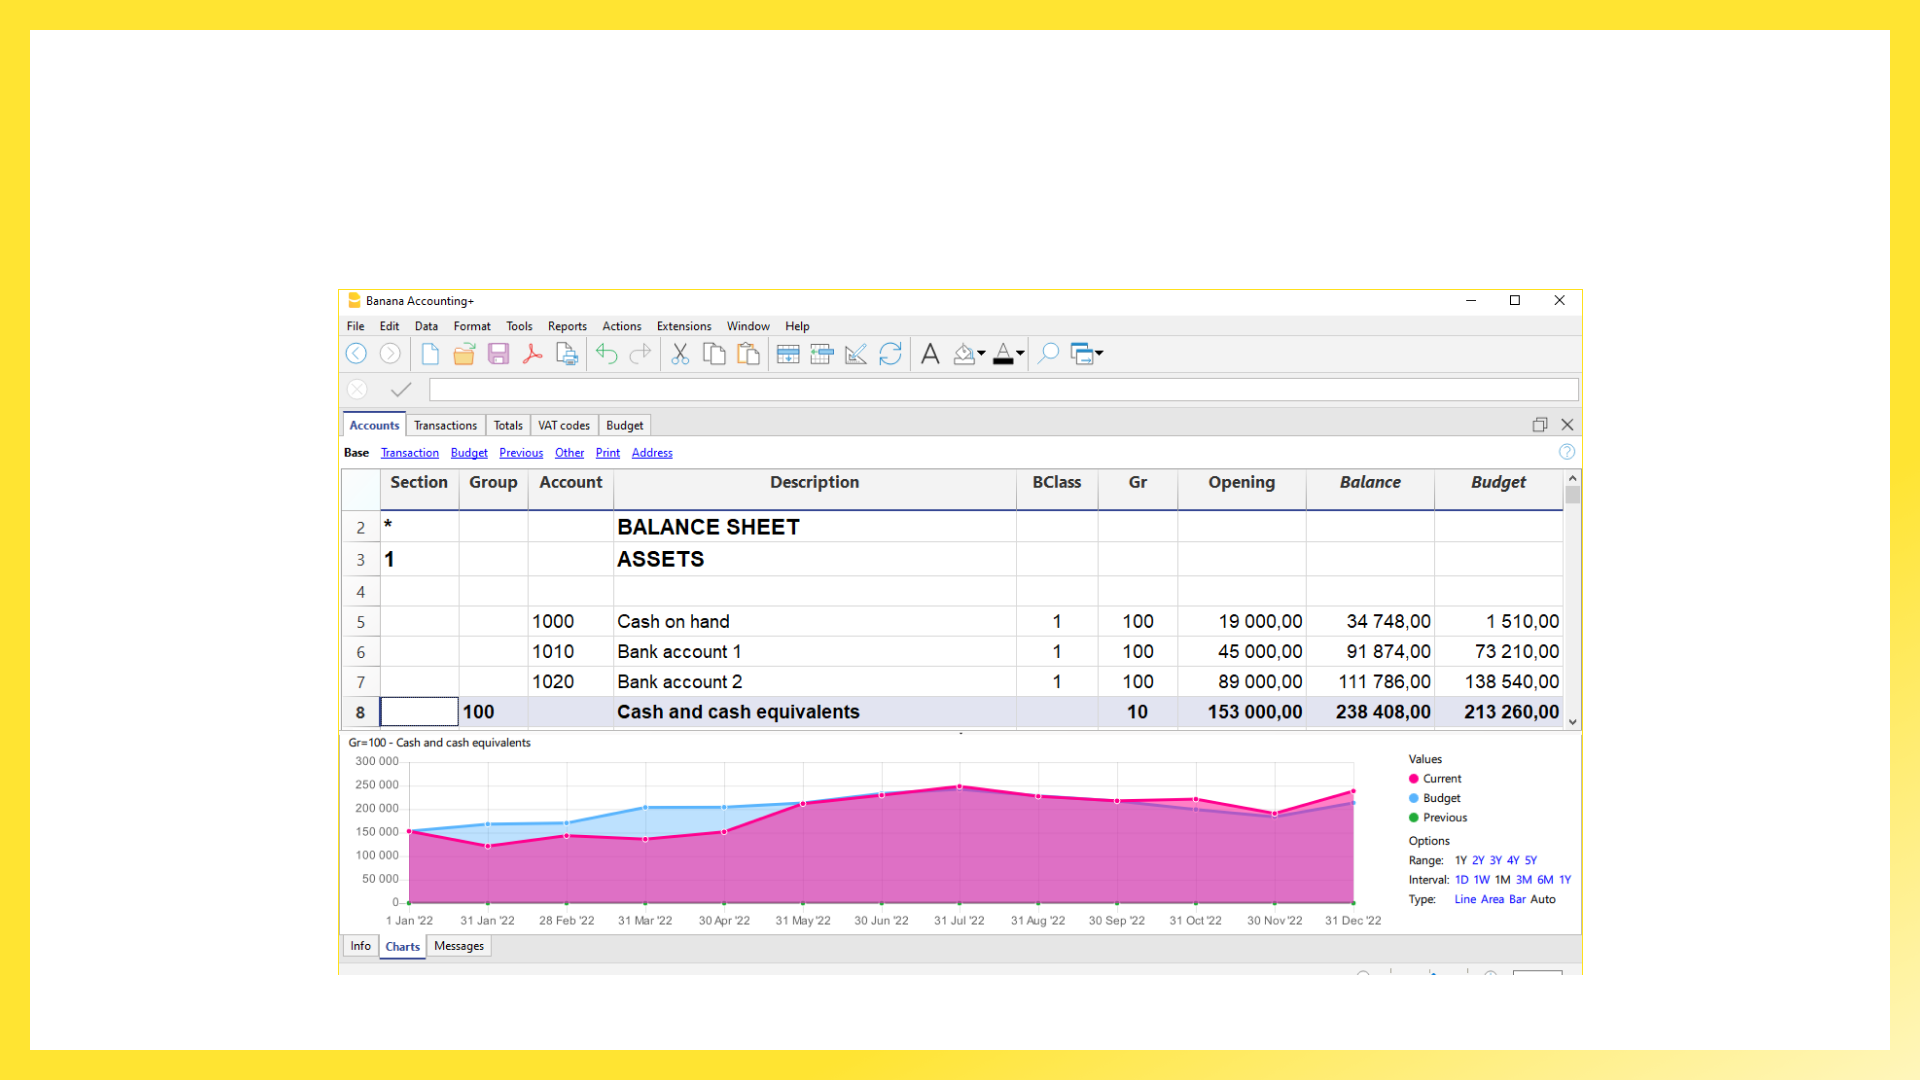 Banana Accounting+
File Edit Data Format Tools Reports Actions Extensions Window Help
A A
Accounts Transactions Totals VAT codes Budget
Base Transaction Budget Previous Other Print Address ?
Section Group Account Description BClass Gr Opening Balance Budget
2 * BALANCE SHEET
3 1 ASSETS
4
5 1000 Cash on hand 1 100 19 000,00 34 748,00 1 510,00
6 1010 Bank account 1 1 100 45 000,00 91 874,00 73 210,00
7 1020 Bank account 2 1 100 89 000,00 111 786,00 138 540,00
8 100 Cash and cash equivalents 10 153 000,00 238 408,00 213 260,00
Gr=100 - Cash and cash equivalents
300 000
250 000
200 000
150 000
100 000
50 000
0
1 Jan '22 31 Jan '22 28 Feb '22 31 Mar '22 30 Apr '22 31 May '22 30 Jun '22 31 Jul '22 31 Aug '22 30 Sep '22 31 Oct '22 30 Nov '22 31 Dec '22
Values
Current
Budget
Previous
Options
Range: 1Y 2Y 3Y 4Y 5Y
Interval: 1D 1W 1M 3M 6M 1Y
Type: Line Area Bar Auto
Info Charts Messages